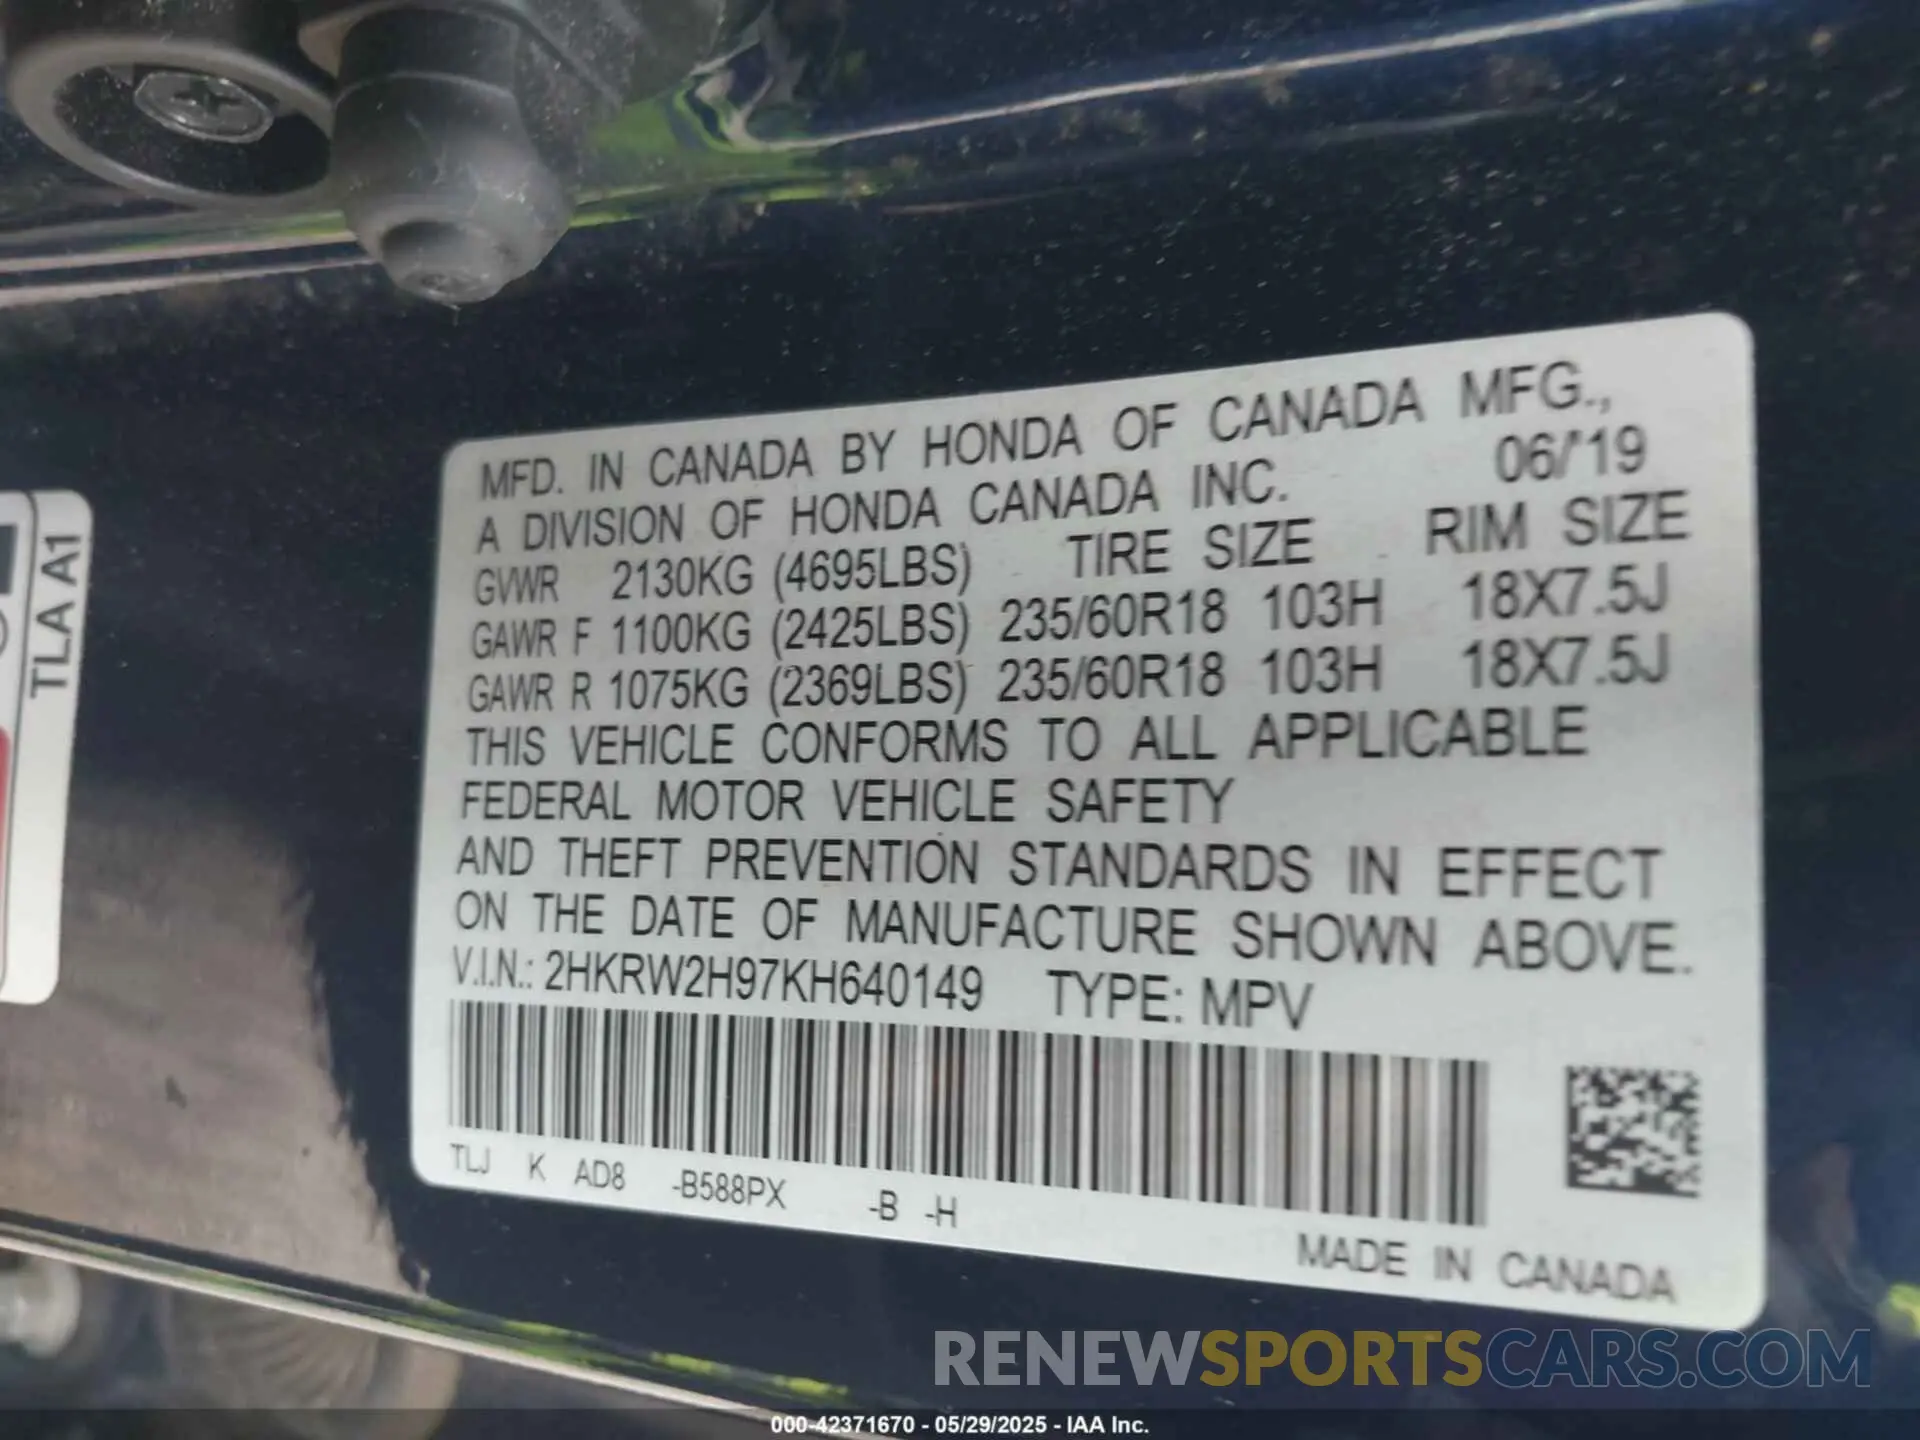 MFD. IN CANADA BY HONDA OF CANADA MFG.,
A DIVISION OF HONDA CANADA INC. 06/'19
GVWR 2130KG (4695LBS) TIRE SIZE RIM SIZE
GAWR F 1100KG (2425LBS) 235/60R18 103H 18X7.5J
GAWR R 1075KG (2369LBS) 235/60R18 103H 18X7.5J
THIS VEHICLE CONFORMS TO ALL APPLICABLE
FEDERAL MOTOR VEHICLE SAFETY
AND THEFT PREVENTION STANDARDS IN EFFECT
ON THE DATE OF MANUFACTURE SHOWN ABOVE.
V.I.N.: 2HKRW2H97KH640149 TYPE: MPV
TLJ K AD8 -B588PX -B -H
MADE IN CANADA
TLA A1
RENEWSPORTSCARS.COM
000-42371670 - 05/29/2025 - IAA Inc.